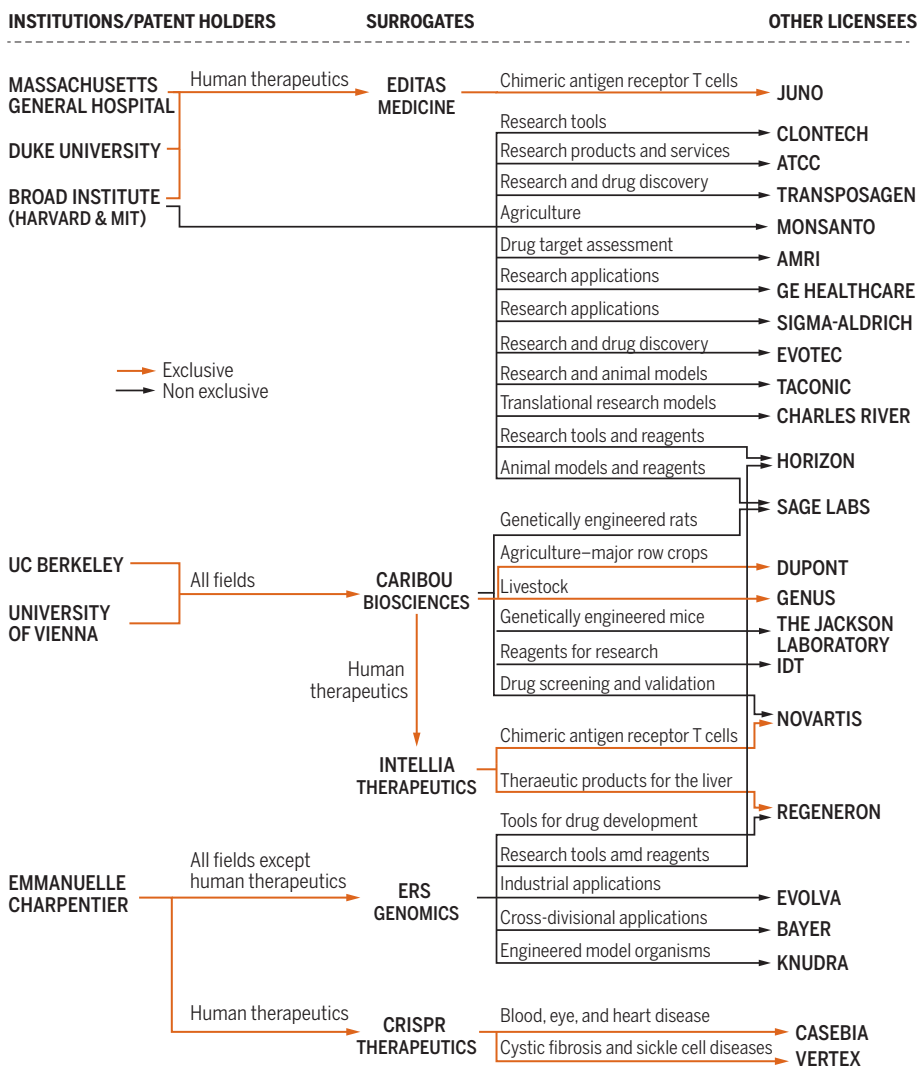 INSTITUTIONS/PATENT HOLDERS
SURROGATES
OTHER LICENSEES
MASSACHUSETTS
GENERAL HOSPITAL
DUKE UNIVERSITY
BROAD INSTITUTE
(HARVARD & MIT)
Human therapeutics
EDITAS
MEDICINE
Chimeric antigen receptor T cells
JUNO
Research tools
CLONTECH
Research products and services
ATCC
Research and drug discovery
TRANSPOSAGEN
Agriculture
MONSANTO
Drug target assessment
AMRI
Research applications
GE HEALTHCARE
Research applications
SIGMA-ALDRICH
Research and drug discovery
EVOTEC
Research and animal models
TACONIC
Translational research models
CHARLES RIVER
Research tools and reagents
HORIZON
Animal models and reagents
SAGE LABS
Exclusive
Non exclusive
UC BERKELEY
UNIVERSITY
OF VIENNA
All fields
CARIBOU
BIOSCIENCES
Genetically engineered rats
Agriculture–major row crops
DUPONT
Livestock
GENUS
Genetically engineered mice
THE JACKSON
LABORATORY
Reagents for research
IDT
Drug screening and validation
NOVARTIS
Human
therapeutics
INTELLIA
THERAPEUTICS
Chimeric antigen receptor T cells
Theraeutic products for the liver
REGENERON
EMMANUELLE
CHARPENTIER
All fields except
human therapeutics
ERS
GENOMICS
Tools for drug development
Research tools amd reagents
Industrial applications
EVOLVA
Cross-divisional applications
BAYER
Engineered model organisms
KNUDRA
Human therapeutics
CRISPR
THERAPEUTICS
Blood, eye, and heart disease
CASEBIA
Cystic fibrosis and sickle cell diseases
VERTEX